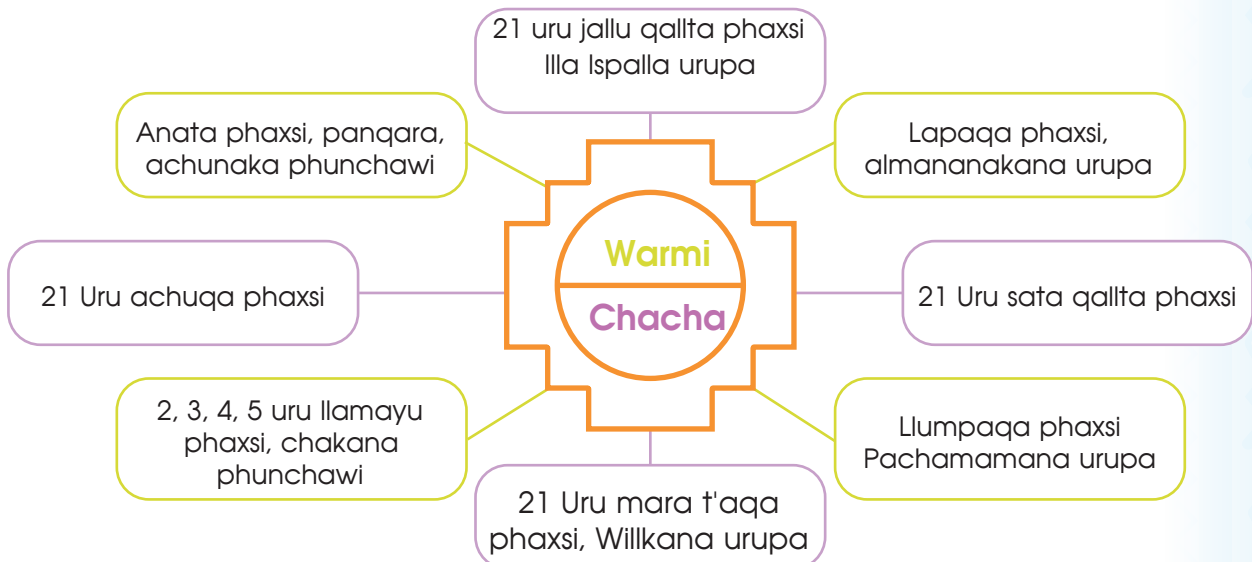 21 uru jallu qallta phaxsi
Illa Ispalla urupa
Anata phaxsi, panqara,
achunaka phunchawi
Lapaqa phaxsi,
almananakana urupa
Warmi
Chacha
21 Uru achuqa phaxsi
21 Uru sata qallta phaxsi
2, 3, 4, 5 uru llamayu
phaxsi, chakana
phunchawi
Llumpaqa phaxsi
Pachamamana urupa
21 Uru mara t'aqa
phaxsi, Willkana urupa